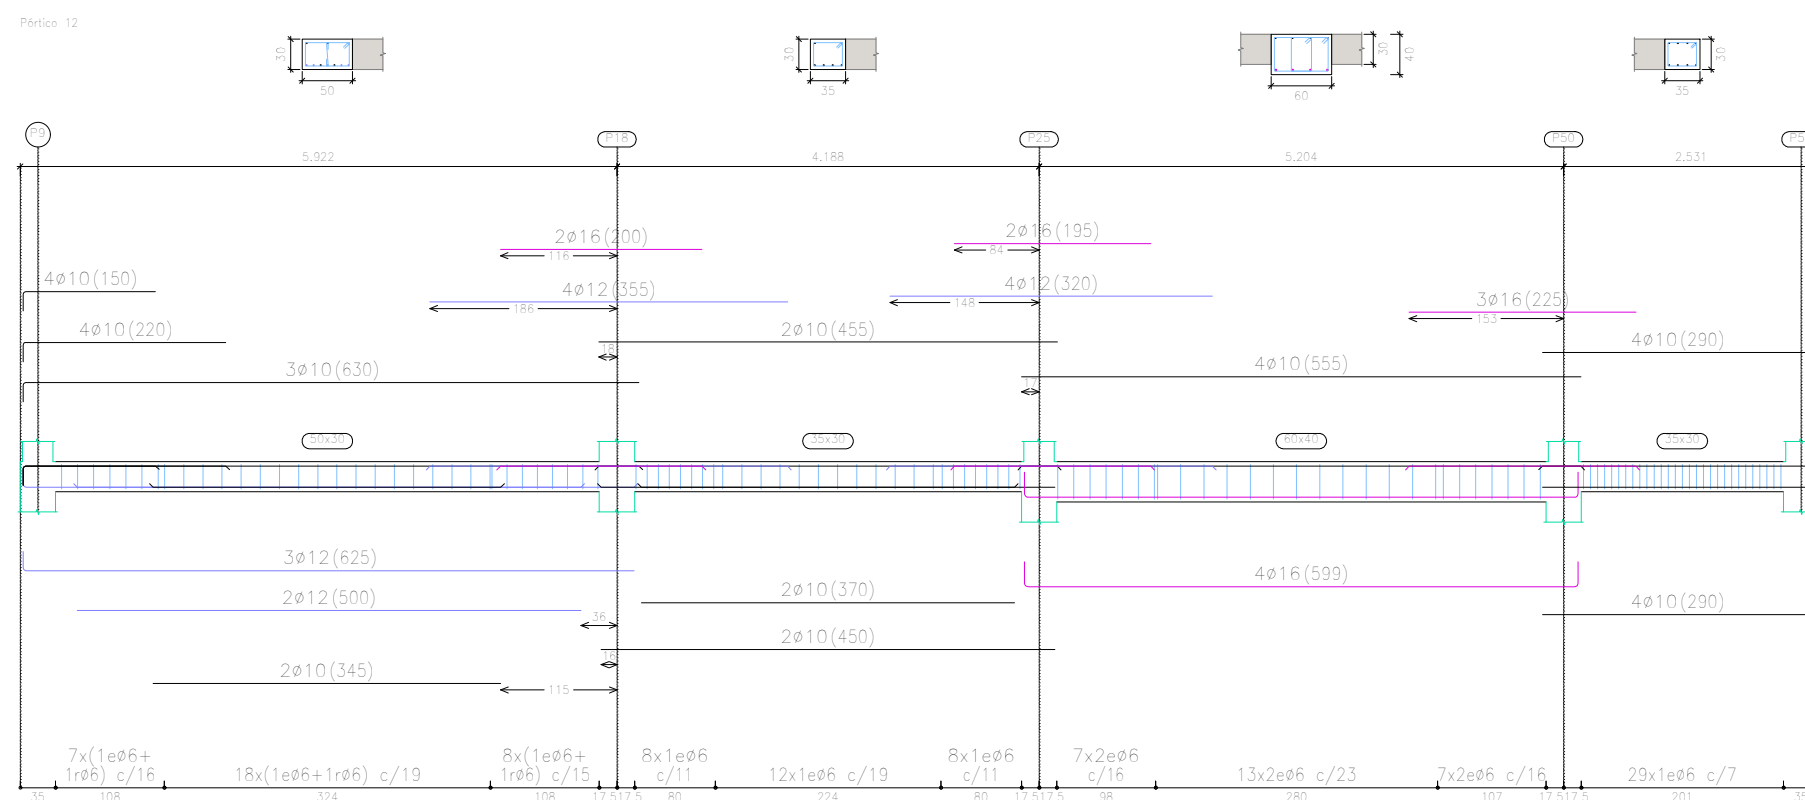 Pórtico 12
30
50
30
35
30
40
60
30
35
P9
P18
P25
P50
5.922
4.188
5.204
2.531
2ø16(200)
116
2ø16(195)
84
4ø10(150)
4ø12(355)
186
4ø12(320)
148
3ø16(225)
153
4ø10(220)
2ø10(455)
18
4ø10(290)
3ø10(630)
4ø10(555)
17
50x30
35x30
60x40
35x30
3ø12(625)
4ø16(599)
2ø12(500)
36
2ø10(370)
4ø10(290)
2ø10(450)
16
2ø10(345)
115
7x(1eø6+
1rø6) c/16
18x(1eø6+1rø6) c/19
8x(1eø6+
1rø6) c/15
8x1eø6
c/11
12x1eø6 c/19
8x1eø6
c/11
7x2eø6
c/16
13x2eø6 c/23
7x2eø6 c/16
29x1eø6 c/7
35
108
324
108
17.5
17.5
80
224
80
17.5
17.5
98
280
107
17.5
17.5
201